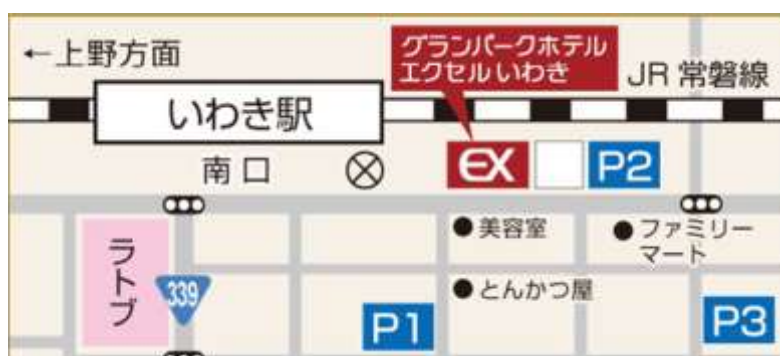 ←上野方面
グランパークホテル
エクセルいわき
JR 常磐線
いわき駅
南口
EX
P2
美容室
ファミリー
マート
ラトブ
339
とんかつ屋
P1
P3